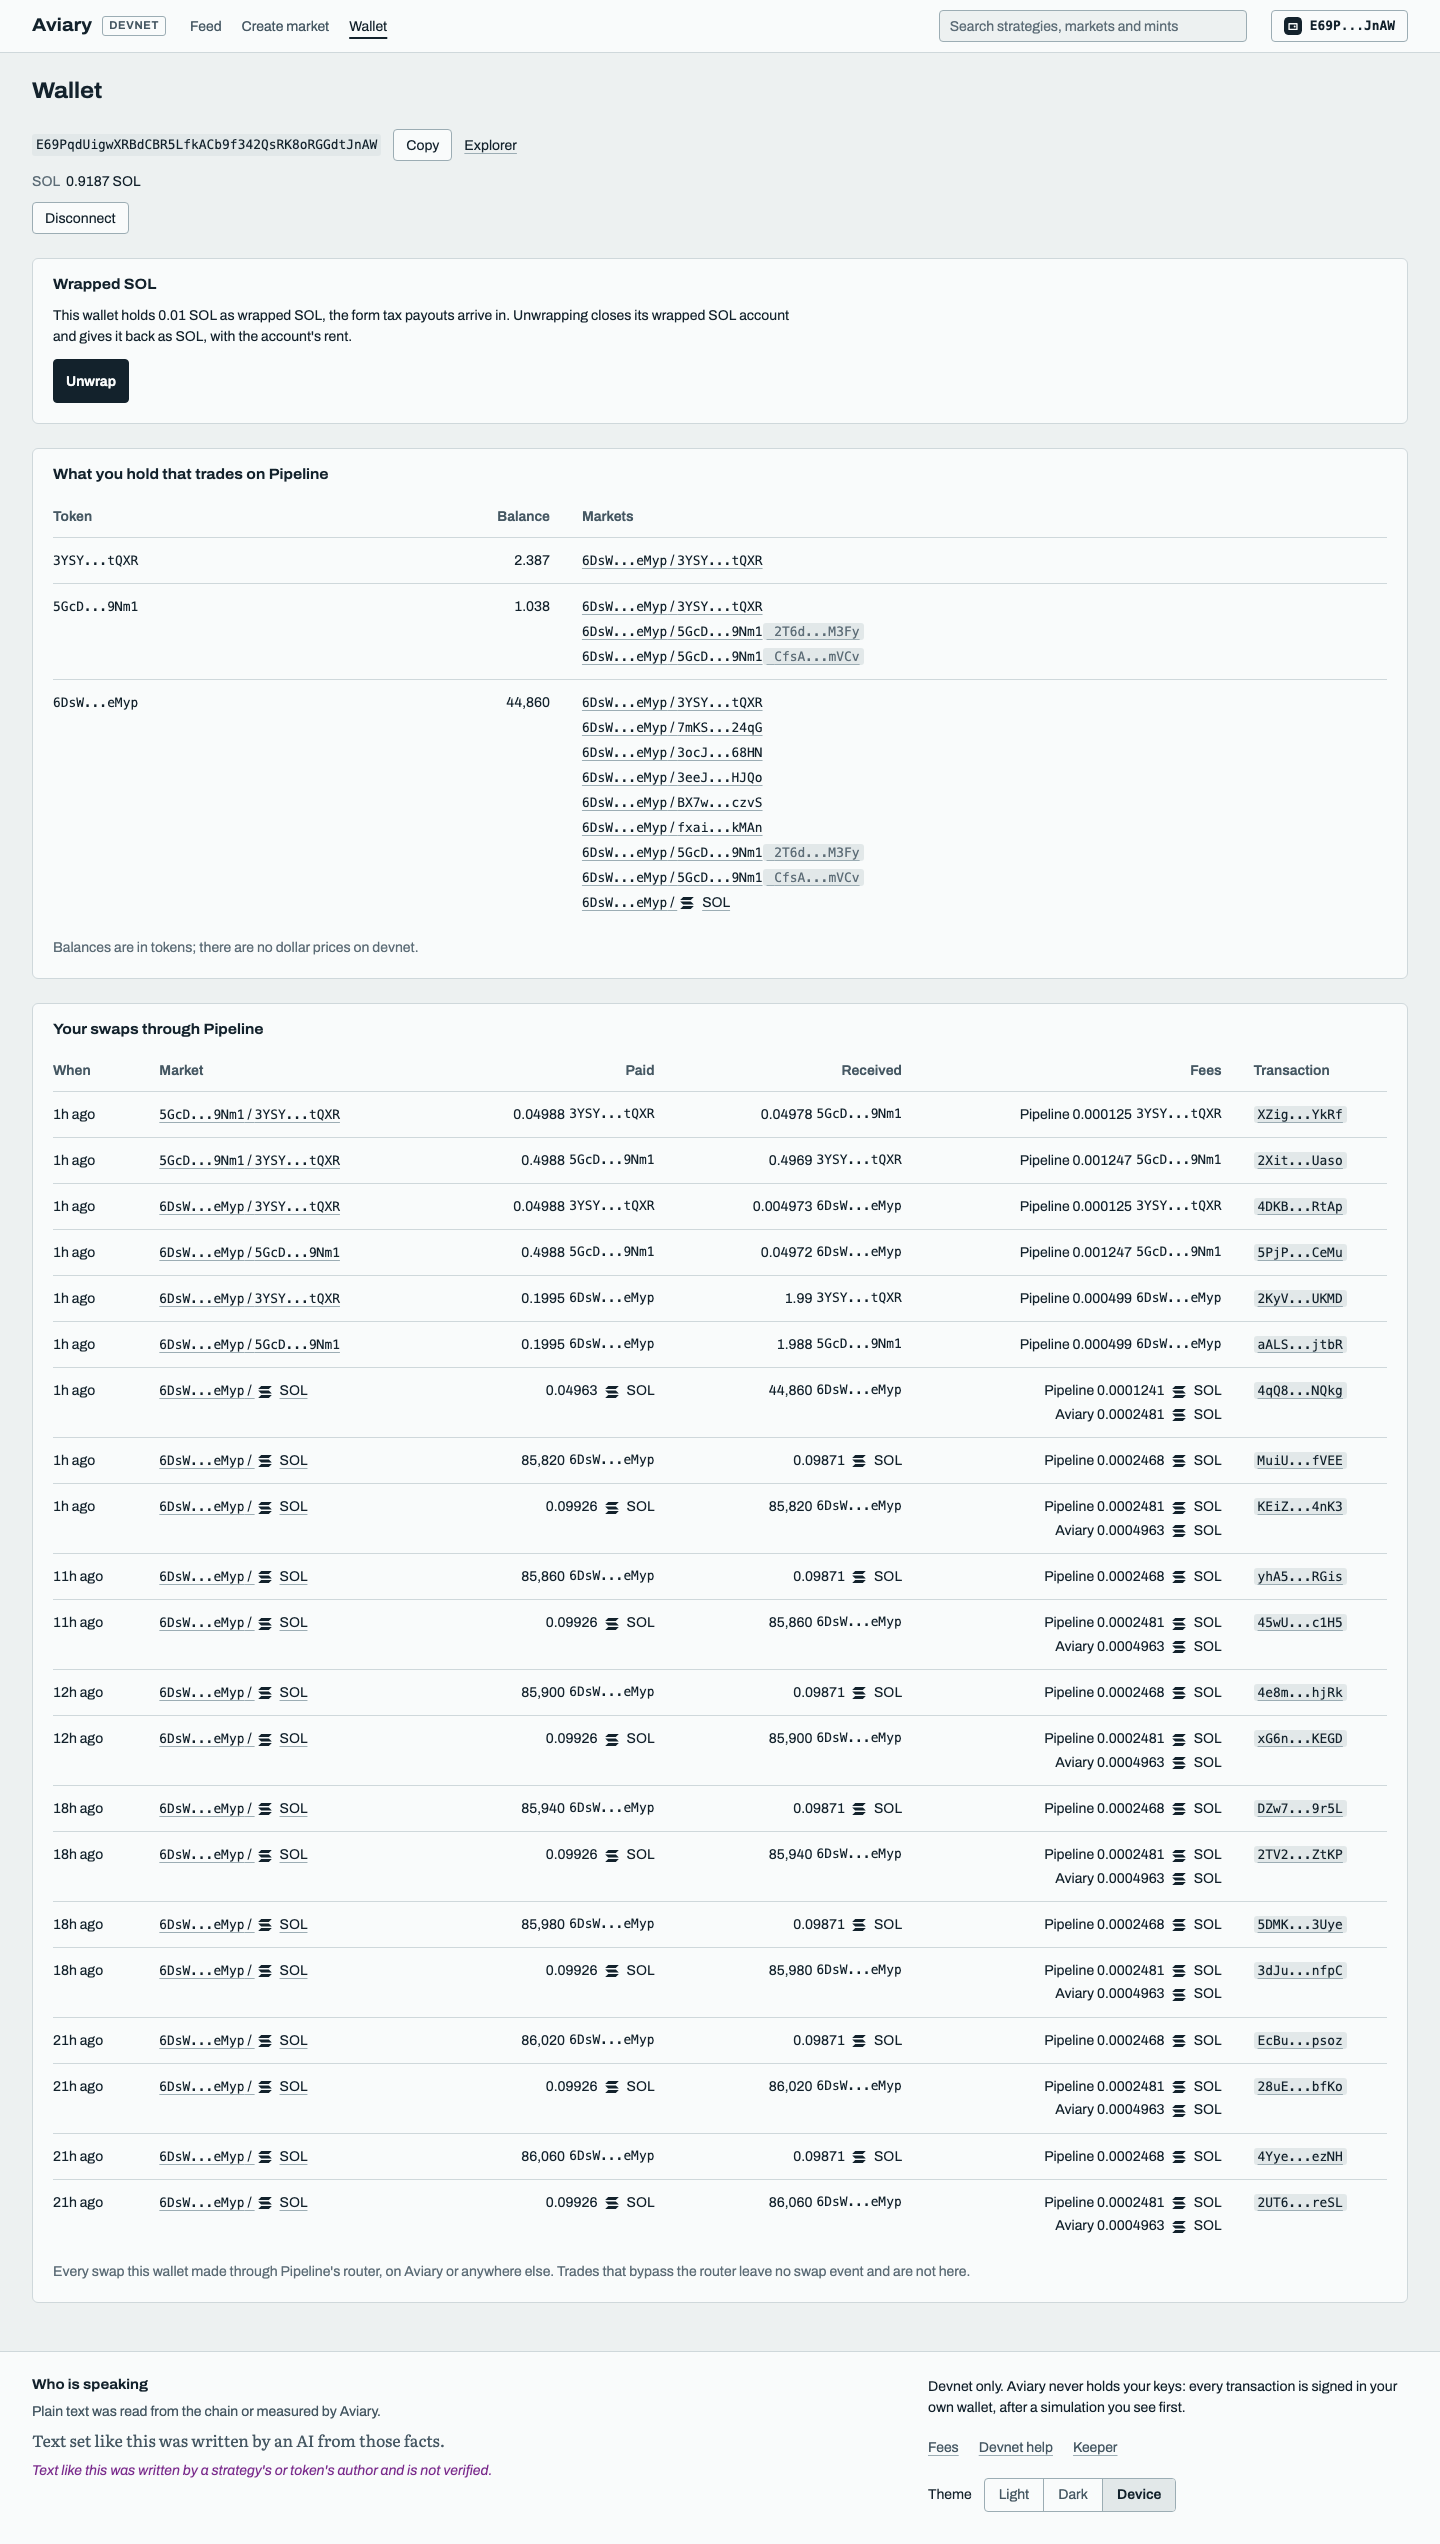 Aviary DEVNET Feed Create market Wallet Search strategies, markets and mints E69P...JnAW
Wallet
E69PqdUigwXRBdCBR5LfkACb9f342QsRK8oRGGdtJnAW Copy Explorer
SOL 0.9187 SOL
Disconnect
Wrapped SOL
This wallet holds 0.01 SOL as wrapped SOL, the form tax payouts arrive in. Unwrapping closes its wrapped SOL account
and gives it back as SOL, with the account's rent.
Unwrap
What you hold that trades on Pipeline
Token Balance Markets
3YSY...tQXR 2.387 6DsW...eMyp / 3YSY...tQXR
5GcD...9Nm1 1.038 6DsW...eMyp / 3YSY...tQXR
6DsW...eMyp / 5GcD...9Nm1 2T6d...M3Fy
6DsW...eMyp / 5GcD...9Nm1 CfsA...mVCv
6DsW...eMyp 44,860 6DsW...eMyp / 3YSY...tQXR
6DsW...eMyp / 7mKS...24qG
6DsW...eMyp / 3ocJ...68HN
6DsW...eMyp / 3eeJ...HJQo
6DsW...eMyp / BX7w...czvS
6DsW...eMyp / fxai...kMAn
6DsW...eMyp / 5GcD...9Nm1 2T6d...M3Fy
6DsW...eMyp / 5GcD...9Nm1 CfsA...mVCv
6DsW...eMyp / SOL
Balances are in tokens; there are no dollar prices on devnet.
Your swaps through Pipeline
When Market Paid Received Fees Transaction
1h ago 5GcD...9Nm1 / 3YSY...tQXR 0.04988 3YSY...tQXR 0.04978 5GcD...9Nm1 Pipeline 0.000125 3YSY...tQXR XZig...YkRf
1h ago 5GcD...9Nm1 / 3YSY...tQXR 0.4988 5GcD...9Nm1 0.4969 3YSY...tQXR Pipeline 0.001247 5GcD...9Nm1 2Xit...Uaso
1h ago 6DsW...eMyp / 3YSY...tQXR 0.04988 3YSY...tQXR 0.004973 6DsW...eMyp Pipeline 0.000125 3YSY...tQXR 4DKB...RtAp
1h ago 6DsW...eMyp / 5GcD...9Nm1 0.4988 5GcD...9Nm1 0.04972 6DsW...eMyp Pipeline 0.001247 5GcD...9Nm1 5PjP...CeMu
1h ago 6DsW...eMyp / 3YSY...tQXR 0.1995 6DsW...eMyp 1.99 3YSY...tQXR Pipeline 0.000499 6DsW...eMyp 2KyV...UKMD
1h ago 6DsW...eMyp / 5GcD...9Nm1 0.1995 6DsW...eMyp 1.988 5GcD...9Nm1 Pipeline 0.000499 6DsW...eMyp aALS...jtbR
1h ago 6DsW...eMyp / SOL 0.04963 SOL 44,860 6DsW...eMyp Pipeline 0.0001241 SOL 4qQ8...NQkg
Aviary 0.0002481 SOL
1h ago 6DsW...eMyp / SOL 85,820 6DsW...eMyp 0.09871 SOL Pipeline 0.0002468 SOL MuiU...fVEE
1h ago 6DsW...eMyp / SOL 0.09926 SOL 85,820 6DsW...eMyp Pipeline 0.0002481 SOL KEiZ...4nK3
Aviary 0.0004963 SOL
11h ago 6DsW...eMyp / SOL 85,860 6DsW...eMyp 0.09871 SOL Pipeline 0.0002468 SOL yhA5...RGis
11h ago 6DsW...eMyp / SOL 0.09926 SOL 85,860 6DsW...eMyp Pipeline 0.0002481 SOL 45wU...c1H5
Aviary 0.0004963 SOL
12h ago 6DsW...eMyp / SOL 85,900 6DsW...eMyp 0.09871 SOL Pipeline 0.0002468 SOL 4e8m...hjRk
12h ago 6DsW...eMyp / SOL 0.09926 SOL 85,900 6DsW...eMyp Pipeline 0.0002481 SOL xG6n...KEGD
Aviary 0.0004963 SOL
18h ago 6DsW...eMyp / SOL 85,940 6DsW...eMyp 0.09871 SOL Pipeline 0.0002468 SOL DZw7...9r5L
18h ago 6DsW...eMyp / SOL 0.09926 SOL 85,940 6DsW...eMyp Pipeline 0.0002481 SOL 2TV2...ZtKP
Aviary 0.0004963 SOL
18h ago 6DsW...eMyp / SOL 85,980 6DsW...eMyp 0.09871 SOL Pipeline 0.0002468 SOL 5DMK...3Uye
18h ago 6DsW...eMyp / SOL 0.09926 SOL 85,980 6DsW...eMyp Pipeline 0.0002481 SOL 3dJu...nfpC
Aviary 0.0004963 SOL
21h ago 6DsW...eMyp / SOL 86,020 6DsW...eMyp 0.09871 SOL Pipeline 0.0002468 SOL EcBu...psoz
21h ago 6DsW...eMyp / SOL 0.09926 SOL 86,020 6DsW...eMyp Pipeline 0.0002481 SOL 28uE...bfKo
Aviary 0.0004963 SOL
21h ago 6DsW...eMyp / SOL 86,060 6DsW...eMyp 0.09871 SOL Pipeline 0.0002468 SOL 4Yye...ezNH
21h ago 6DsW...eMyp / SOL 0.09926 SOL 86,060 6DsW...eMyp Pipeline 0.0002481 SOL 2UT6...reSL
Aviary 0.0004963 SOL
Every swap this wallet made through Pipeline's router, on Aviary or anywhere else. Trades that bypass the router leave no swap event and are not here.
Who is speaking
Plain text was read from the chain or measured by Aviary.
Text set like this was written by an AI from those facts.
Text like this was written by a strategy's or token's author and is not verified.
Devnet only. Aviary never holds your keys: every transaction is signed in your
own wallet, after a simulation you see first.
Fees Devnet help Keeper
Theme Light Dark Device